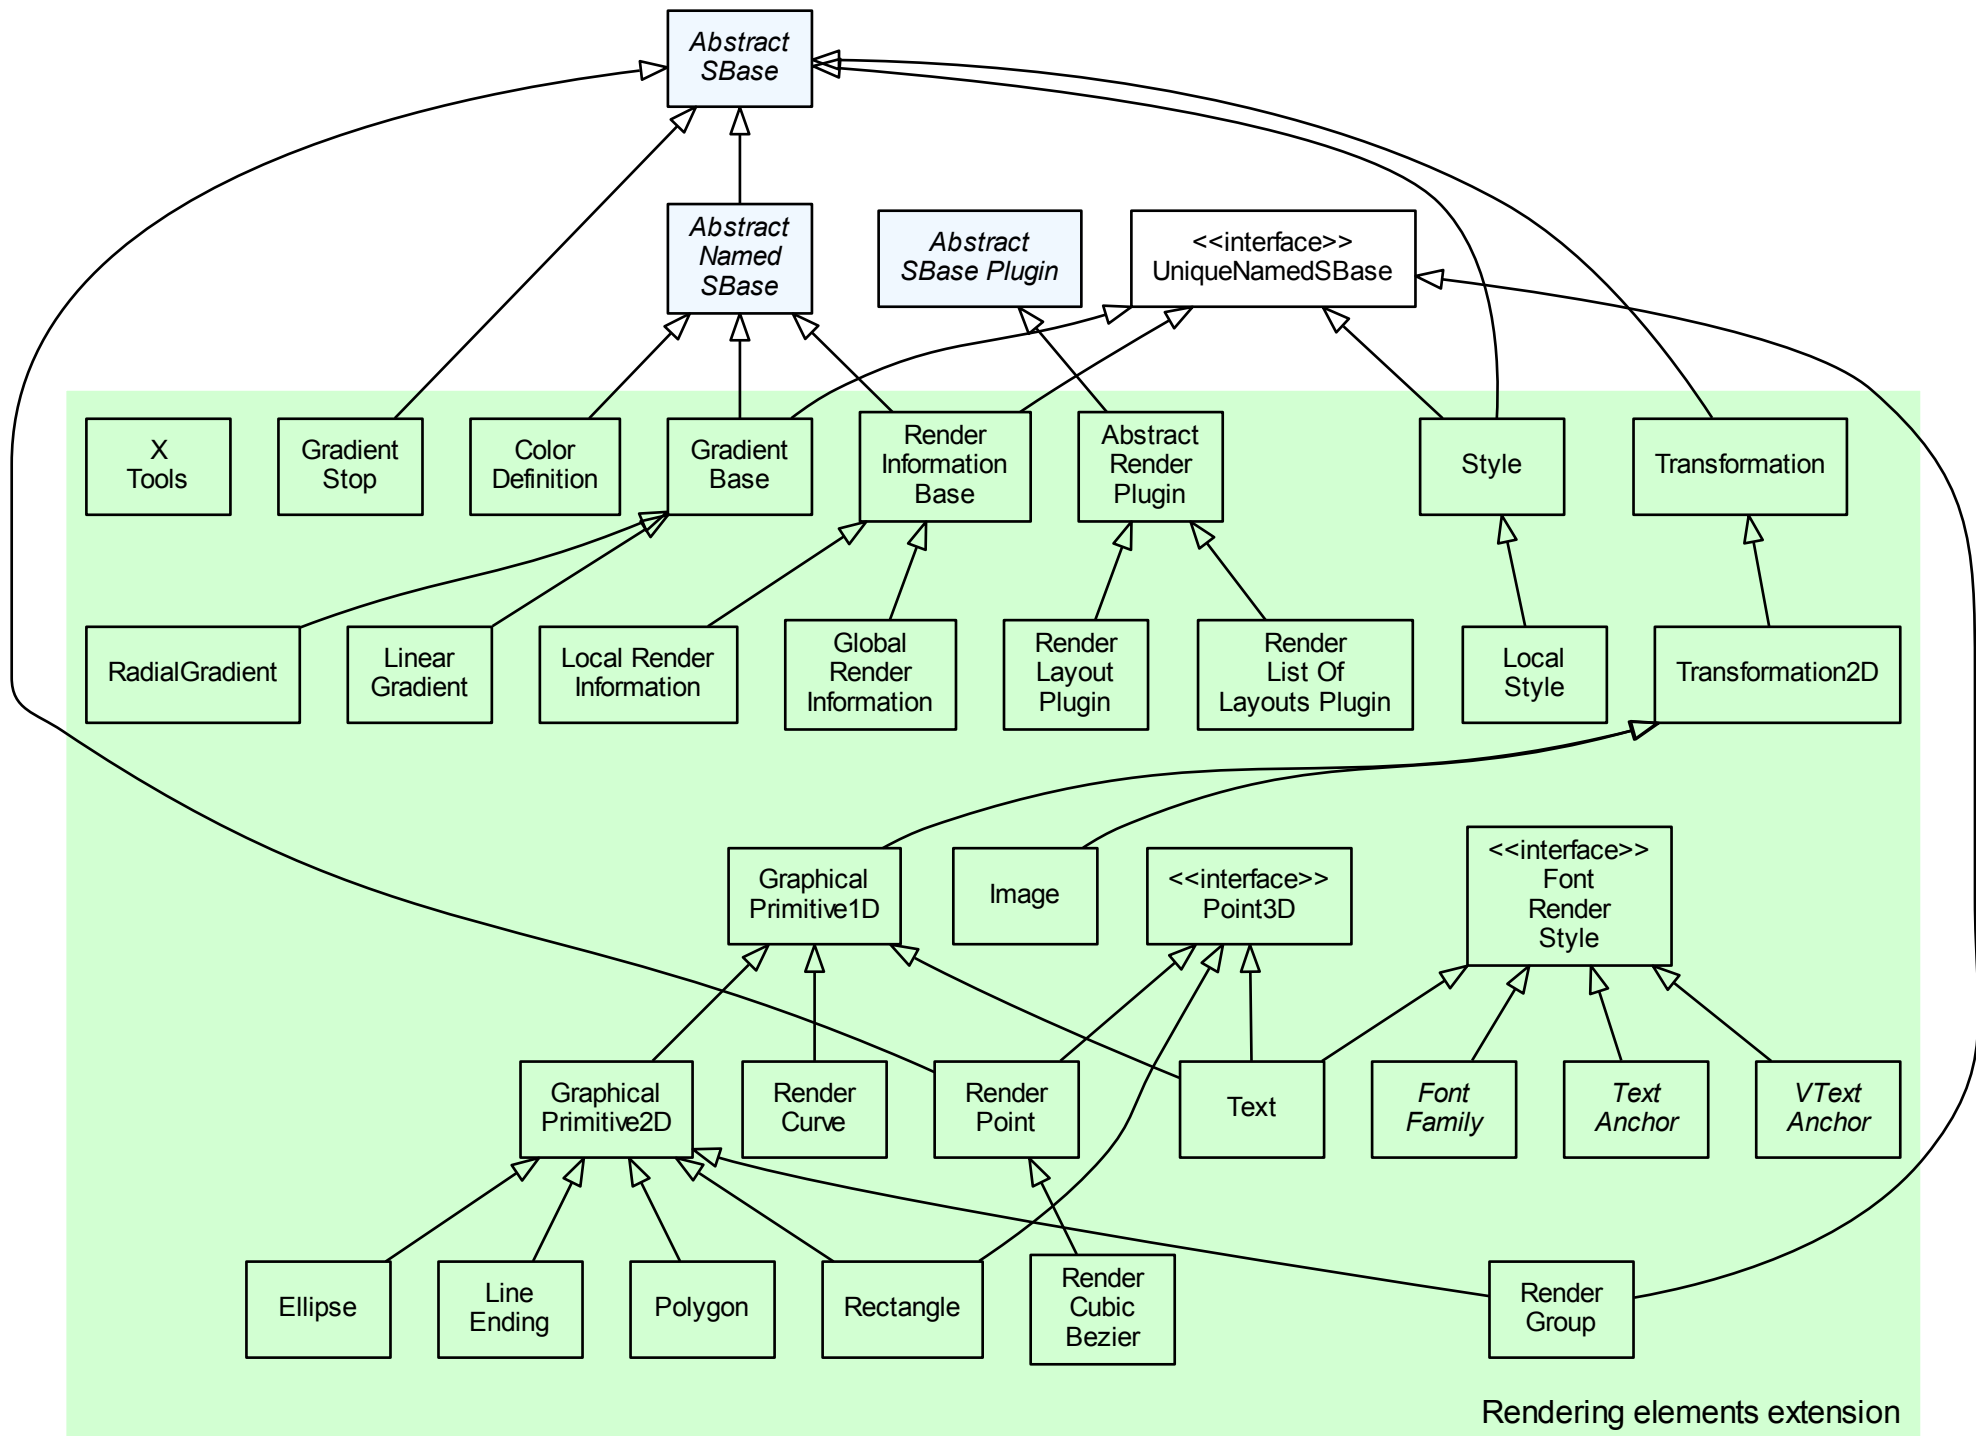 Abstract
SBase
Abstract
Named
SBase
Abstract
SBase Plugin
<<interface>>
UniqueNamedSBase
X
Tools
Gradient
Stop
Color
Definition
Gradient
Base
Render
Information
Base
Abstract
Render
Plugin
Style
Transformation
RadialGradient
Linear
Gradient
Local Render
Information
Global
Render
Information
Render
Layout
Plugin
Render
List Of
Layouts Plugin
Local
Style
Transformation2D
Graphical
Primitive1D
Image
<<interface>>
Point3D
<<interface>>
Font
Render
Style
Graphical
Primitive2D
Render
Curve
Render
Point
Text
Font
Family
Text
Anchor
VText
Anchor
Ellipse
Line
Ending
Polygon
Rectangle
Render
Cubic
Bezier
Render
Group
Rendering elements extension